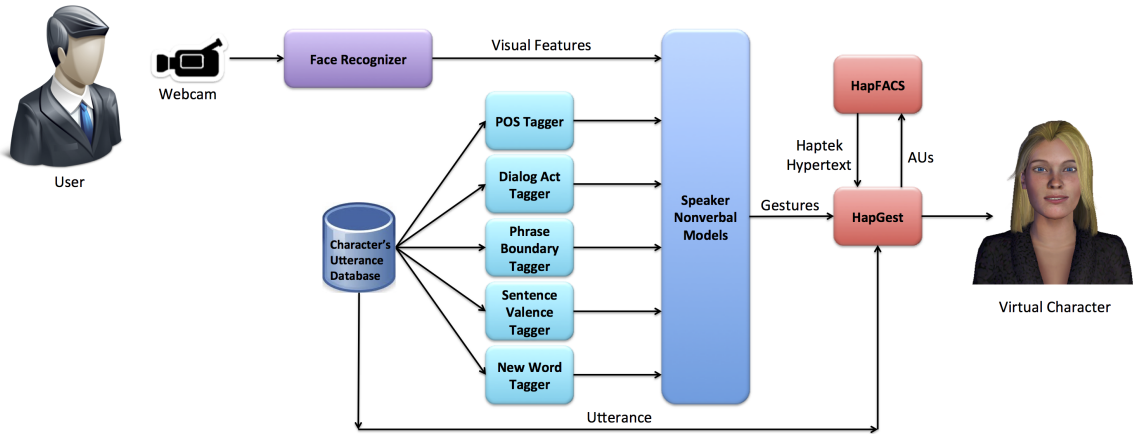 User
Webcam
Face Recognizer
Visual Features
POS Tagger
Dialog Act
Tagger
Phrase
Boundary
Tagger
Sentence
Valence
Tagger
New Word
Tagger
Character's
Utterance
Database
Speaker
Nonverbal
Models
Utterance
Gestures
HapFACS
Haptek
Hypertext
AUs
HapGest
Virtual Character